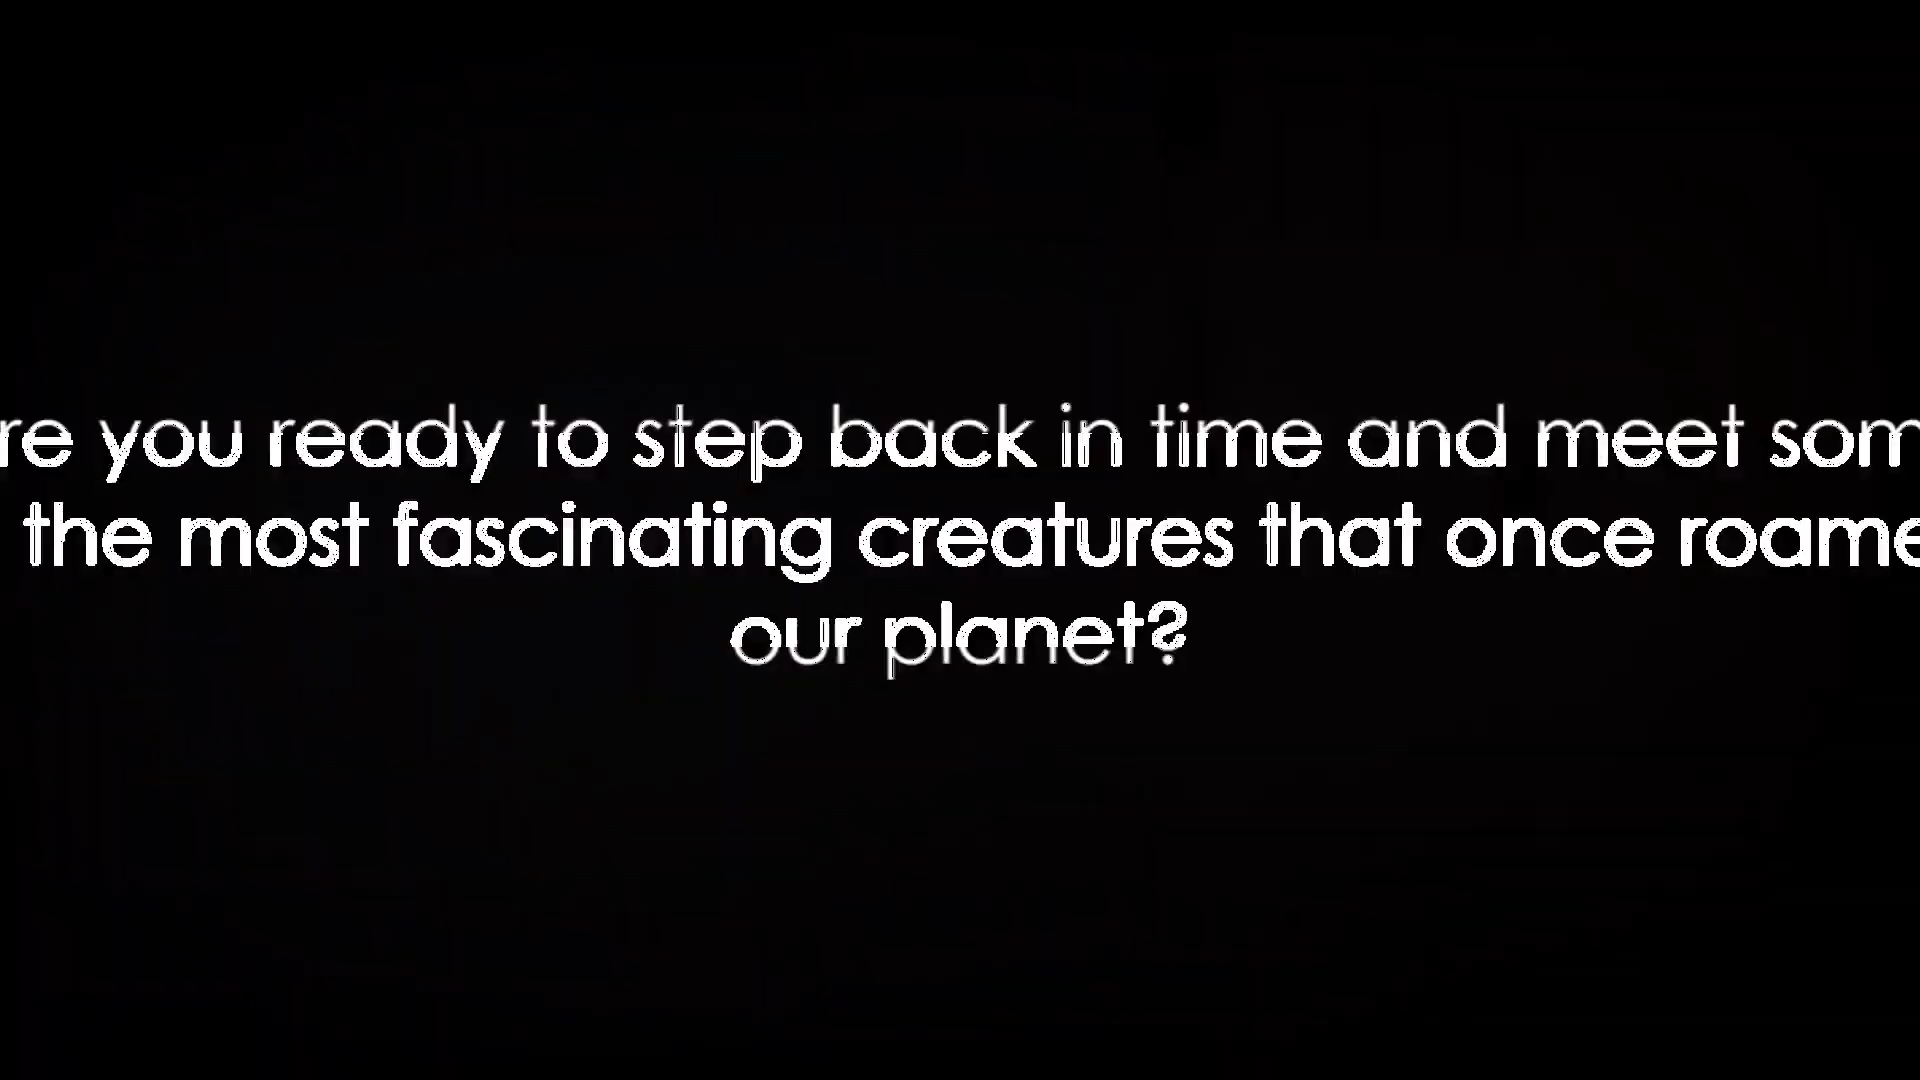 re you ready to step back in time and meet som
the most fascinating creatures that once roame
our planet?